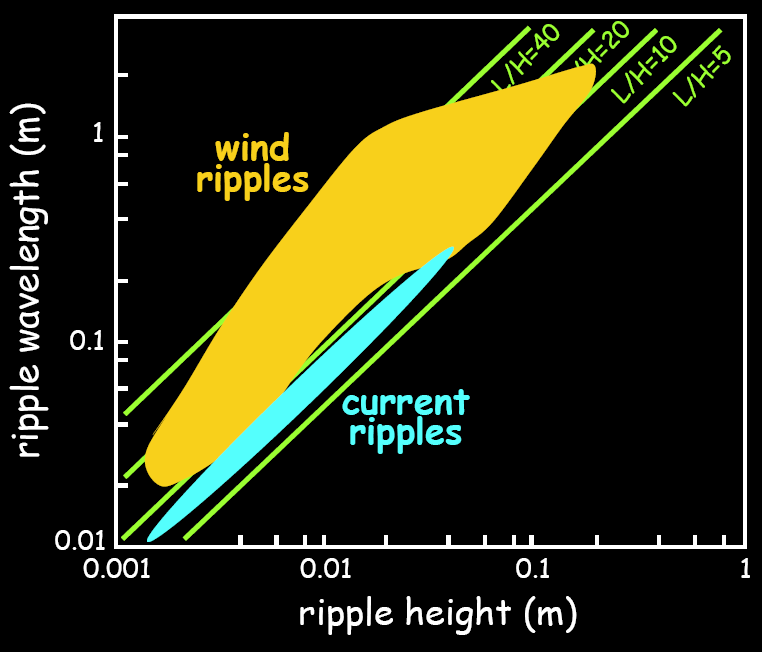 L/H=40
/H=20
L/H=10
L/H=5
wind
ripples
current
ripples
ripple wavelength (m)
1
0.1
0.01
0.001
0.01
0.1
1
ripple height (m)